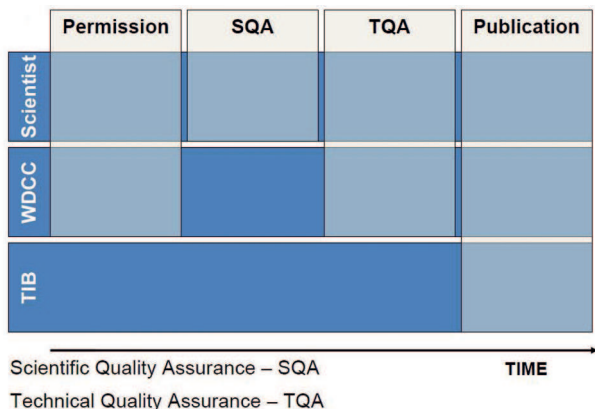 Permission SQA TQA Publication
Scientist
WDCC
TIB
Scientific Quality Assurance – SQA TIME
Technical Quality Assurance – TQA